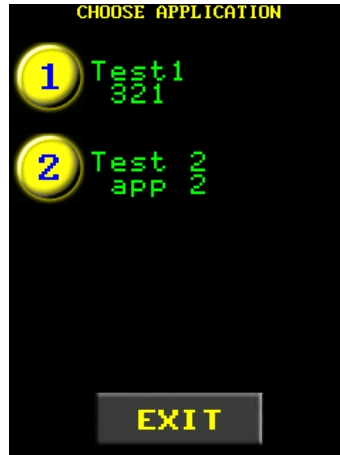 CHOOSE APPLICATION
1
Test1
321
2
Test 2
app 2
EXIT